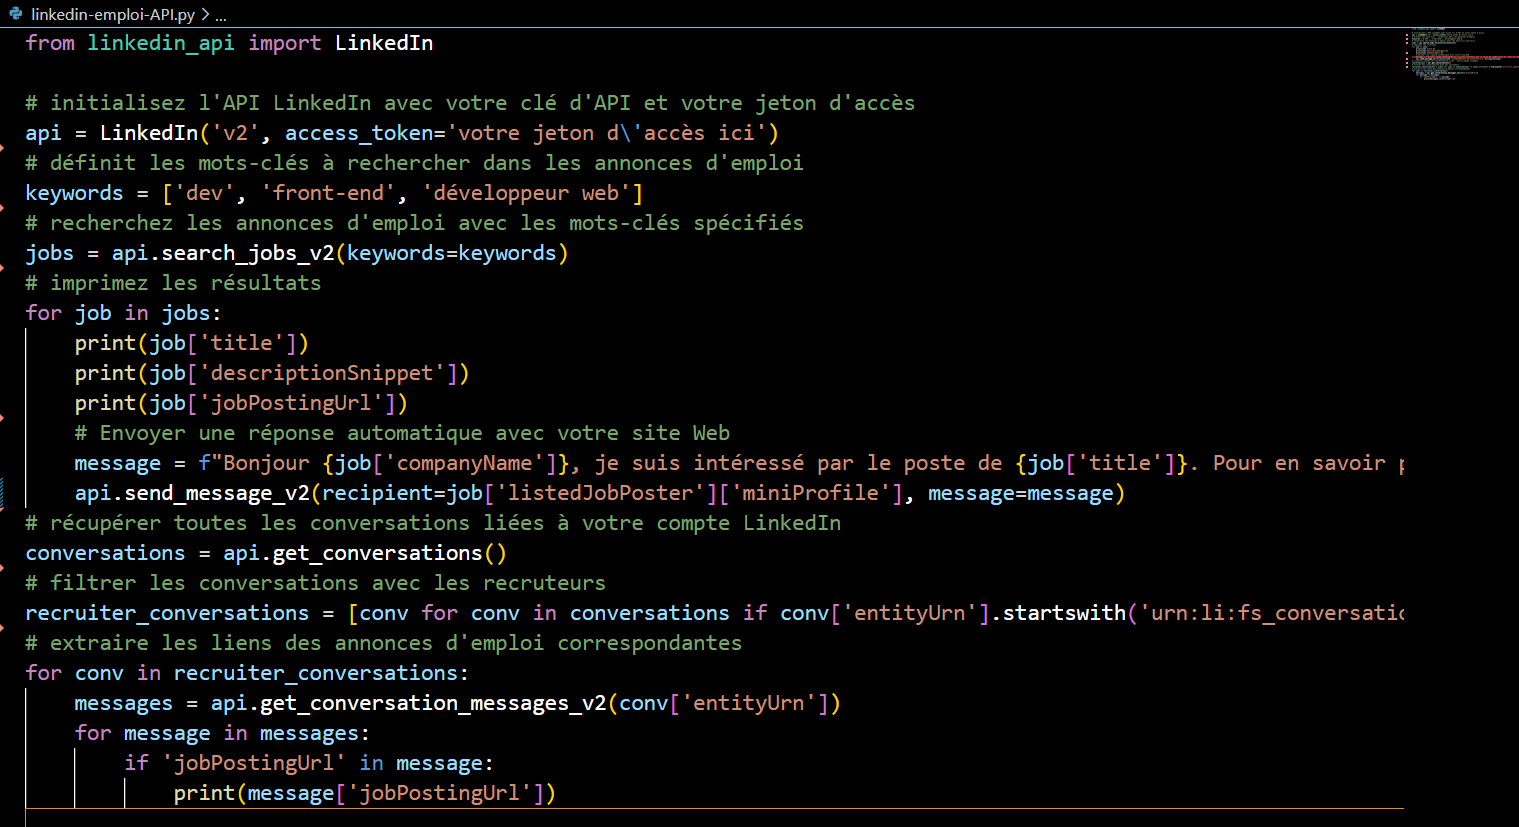 linkedin-emploi-API.py > ...
from linkedin_api import LinkedIn
# initialisez l'API LinkedIn avec votre clé d'API et votre jeton d'accès
api = LinkedIn('v2', access_token='votre jeton d\'accès ici')
# définit les mots-clés à rechercher dans les annonces d'emploi
keywords = ['dev', 'front-end', 'développeur web']
# recherchez les annonces d'emploi avec les mots-clés spécifiés
jobs = api.search_jobs_v2(keywords=keywords)
# imprimez les résultats
for job in jobs:
    print(job['title'])
    print(job['descriptionSnippet'])
    print(job['jobPostingUrl'])
    # Envoyer une réponse automatique avec votre site Web
    message = f"Bonjour {job['companyName']}, je suis intéressé par le poste de {job['title']}. Pour en savoir
    api.send_message_v2(recipient=job['listedJobPoster']['miniProfile'], message=message)
# récupérer toutes les conversations liées à votre compte LinkedIn
conversations = api.get_conversations()
# filtrer les conversations avec les recruteurs
recruiter_conversations = [conv for conv in conversations if conv['entityUrn'].startswith('urn:li:fs_conversatio
# extraire les liens des annonces d'emploi correspondantes
for conv in recruiter_conversations:
    messages = api.get_conversation_messages_v2(conv['entityUrn'])
    for message in messages:
        if 'jobPostingUrl' in message:
            print(message['jobPostingUrl'])